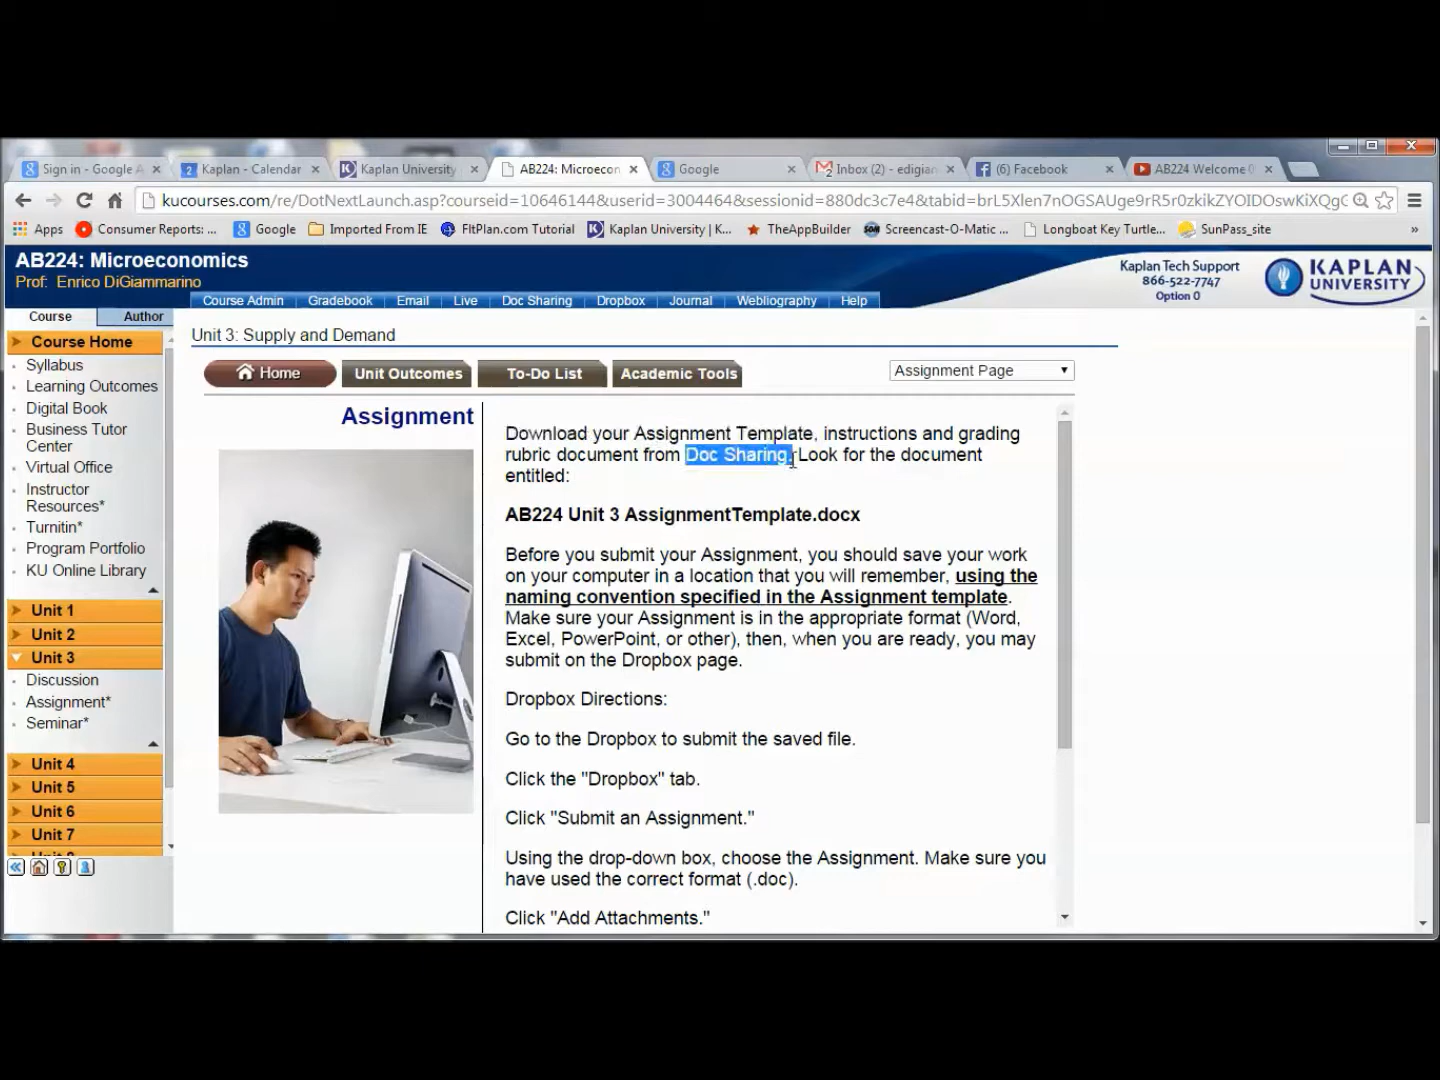 Sign in - Google A
Kaplan - Calendar
Kaplan University
AB224: Microecon
Google
Inbox (2) - edigian
(6) Facebook
AB224 Welcome
kucourses.com/re/DotNextLaunch.asp?courseid=10646144&userid=3004464&sessionid=880dc3c7e4&tabid=brL5Xlen7nOGSAUge9rR5r0zkikZYOIDOswKiXQgG
Apps
Consumer Reports: ...
Google
Imported From IE
FltPlan.com Tutorial
Kaplan University | K...
TheAppBuilder
Screencast-O-Matic ...
Longboat Key Turtle...
SunPass_site
»
AB224: Microeconomics
Prof: Enrico DiGiammarino
Kaplan Tech Support
866-522-7747
Option 0
KAPLAN
UNIVERSITY
Course Admin
Gradebook
Email
Live
Doc Sharing
Dropbox
Journal
Webliography
Help
Course
Author
Course Home
Syllabus
Learning Outcomes
Digital Book
Business Tutor
Center
Virtual Office
Instructor
Resources*
Turnitin*
Program Portfolio
KU Online Library
Unit 1
Unit 2
Unit 3
Discussion
Assignment*
Seminar*
Unit 4
Unit 5
Unit 6
Unit 7
Unit 3: Supply and Demand
Home
Unit Outcomes
To-Do List
Academic Tools
Assignment Page
Assignment
Download your Assignment Template, instructions and grading
rubric document from Doc Sharing. Look for the document
entitled:
AB224 Unit 3 AssignmentTemplate.docx
Before you submit your Assignment, you should save your work
on your computer in a location that you will remember, using the
naming convention specified in the Assignment template.
Make sure your Assignment is in the appropriate format (Word,
Excel, PowerPoint, or other), then, when you are ready, you may
submit on the Dropbox page.
Dropbox Directions:
Go to the Dropbox to submit the saved file.
Click the "Dropbox" tab.
Click "Submit an Assignment."
Using the drop-down box, choose the Assignment. Make sure you
have used the correct format (.doc).
Click "Add Attachments."